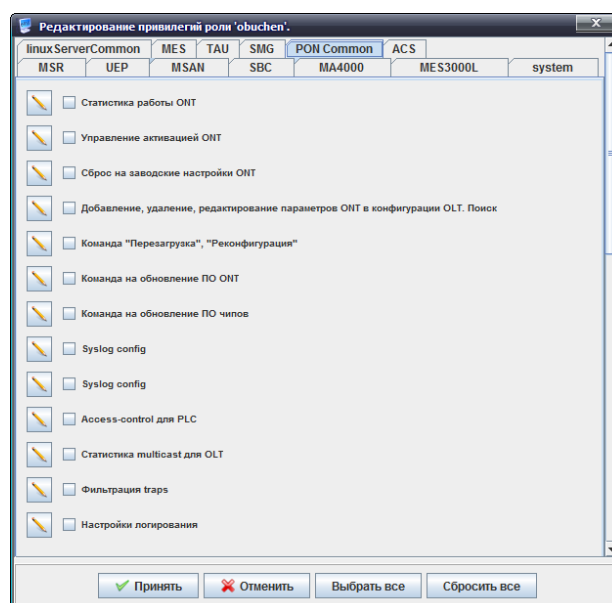 Редактирование привилегий роли 'obuchen'.
linuxServerCommon MES TAU SMG PON Common ACS
MSR UEP MSAN SBC MA4000 MES3000L system
Статистика работы ONT
Управление активацией ONT
Сброс на заводские настройки ONT
Добавление, удаление, редактирование параметров ONT в конфигурации OLT. Поиск
Команда "Перезагрузка", "Реконфигурация"
Команда на обновление ПО ONT
Команда на обновление ПО чипов
Syslog config
Syslog config
Access-control для PLC
Статистика multicast для OLT
Фильтрация traps
Настройки логирования
Принять Отменить Выбрать все Сбросить все